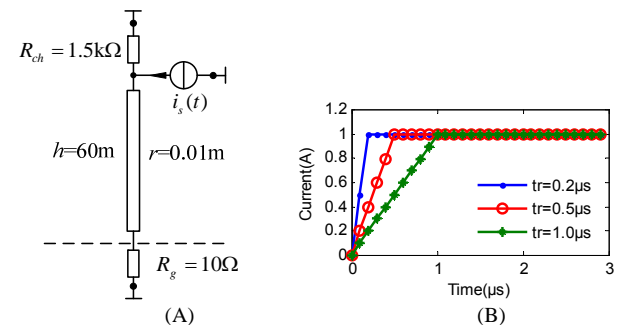 R_ch = 1.5kΩ
i_s(t)
h=60m
r=0.01m
R_g = 10Ω
(A)
1.2
1
0.8
0.6
0.4
0.2
0
Current(A)
tr=0.2μs
tr=0.5μs
tr=1.0μs
0
1
2
3
Time(μs)
(B)